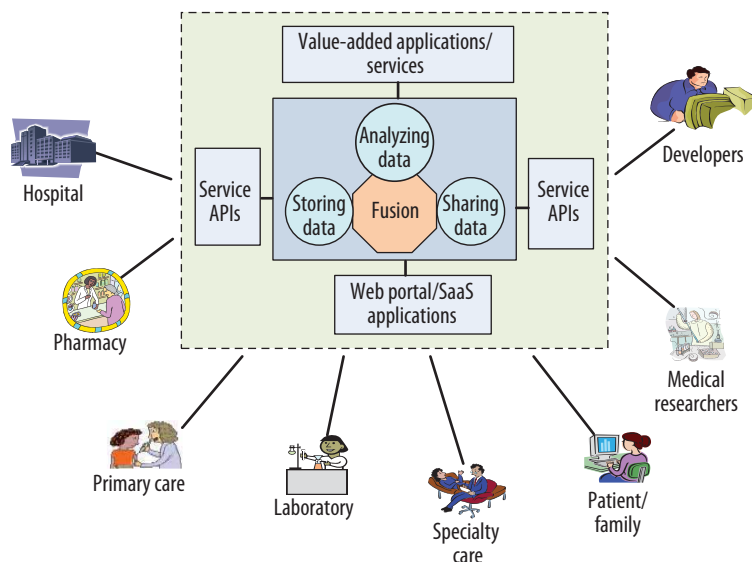 Value-added applications/
services
Analyzing
data
Storing
data
Fusion
Sharing
data
Service
APIs
Service
APIs
Web portal/SaaS
applications
Hospital
Pharmacy
Primary care
Laboratory
Specialty
care
Patient/
family
Medical
researchers
Developers